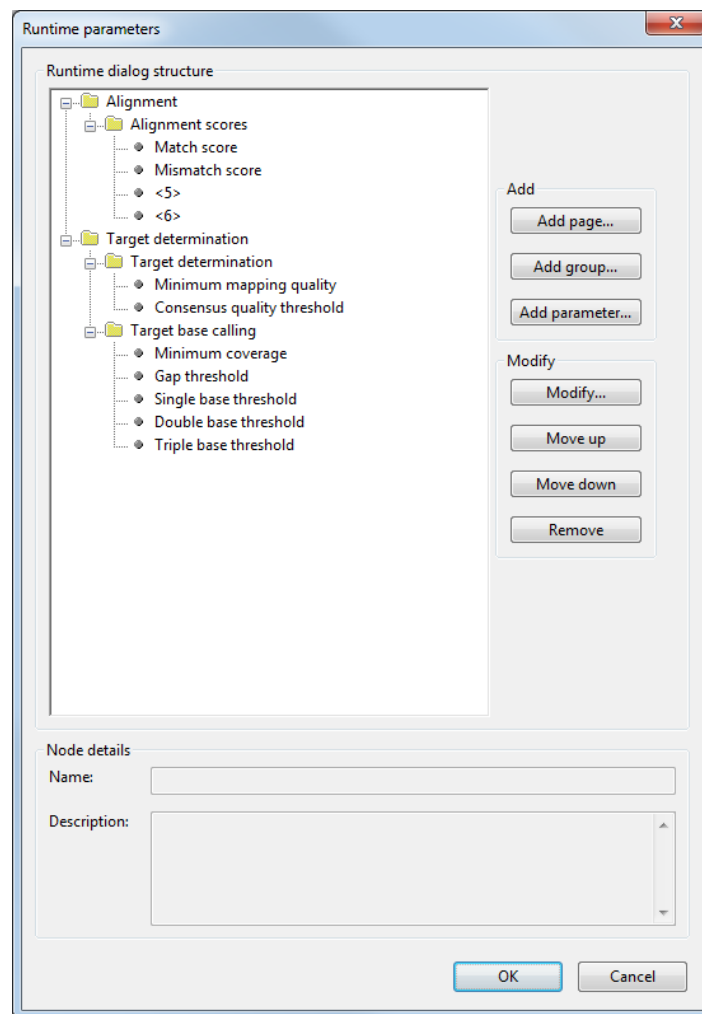 Runtime parameters
Runtime dialog structure
Alignment
Alignment scores
Match score
Mismatch score
<5>
<6>
Target determination
Target determination
Minimum mapping quality
Consensus quality threshold
Target base calling
Minimum coverage
Gap threshold
Single base threshold
Double base threshold
Triple base threshold
Add
Add page...
Add group...
Add parameter...
Modify
Modify...
Move up
Move down
Remove
Node details
Name:
Description:
OK
Cancel